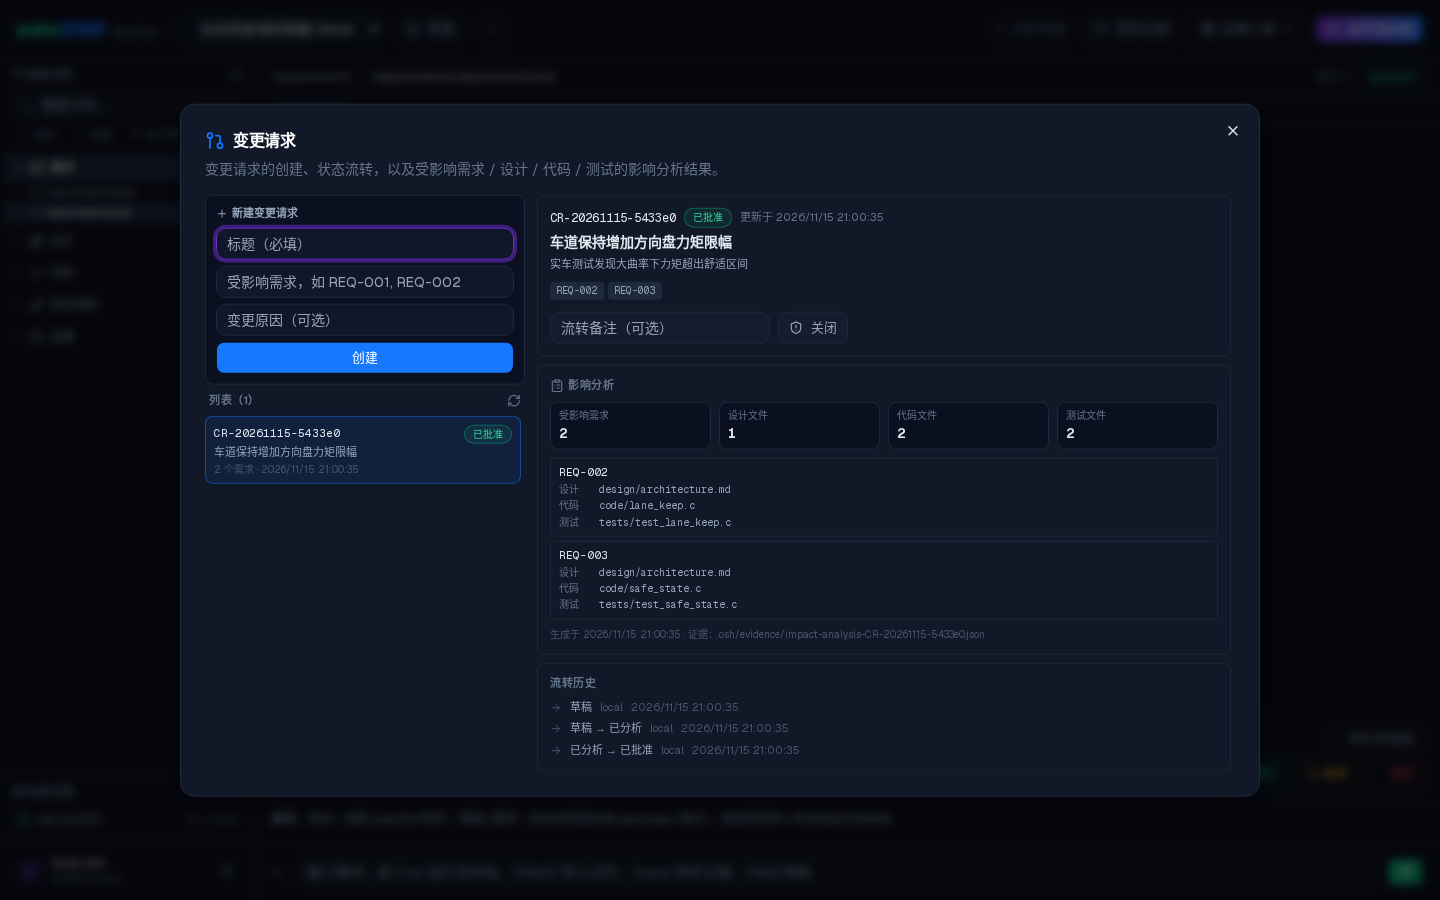 变更请求
变更请求的创建、状态流转，以及受影响需求 / 设计 / 代码 / 测试的影响分析结果。
新建变更请求
标题（必填）
受影响需求，如 REQ-001, REQ-002
变更原因（可选）
创建
列表（1）
CR-20261115-5433e0 已批准
车道保持增加方向盘力矩限幅
2 个需求 · 2026/11/15 21:00:35
CR-20261115-5433e0 已批准 更新于 2026/11/15 21:00:35
车道保持增加方向盘力矩限幅
实车测试发现大曲率下力矩超出舒适区间
REQ-002 REQ-003
流转备注（可选） 关闭
影响分析
受影响需求 设计文件 代码文件 测试文件
2 1 2 2
REQ-002
设计 design/architecture.md
代码 code/lane_keep.c
测试 tests/test_lane_keep.c
REQ-003
设计 design/architecture.md
代码 code/safe_state.c
测试 tests/test_safe_state.c
生成于 2026/11/15 21:00:35 · 证据：.osh/evidence/impact-analysis-CR-20261115-5433e0.json
流转历史
→ 草稿 local 2026/11/15 21:00:35
→ 草稿 → 已分析 local 2026/11/15 21:00:35
→ 已分析 → 已批准 local 2026/11/15 21:00:35